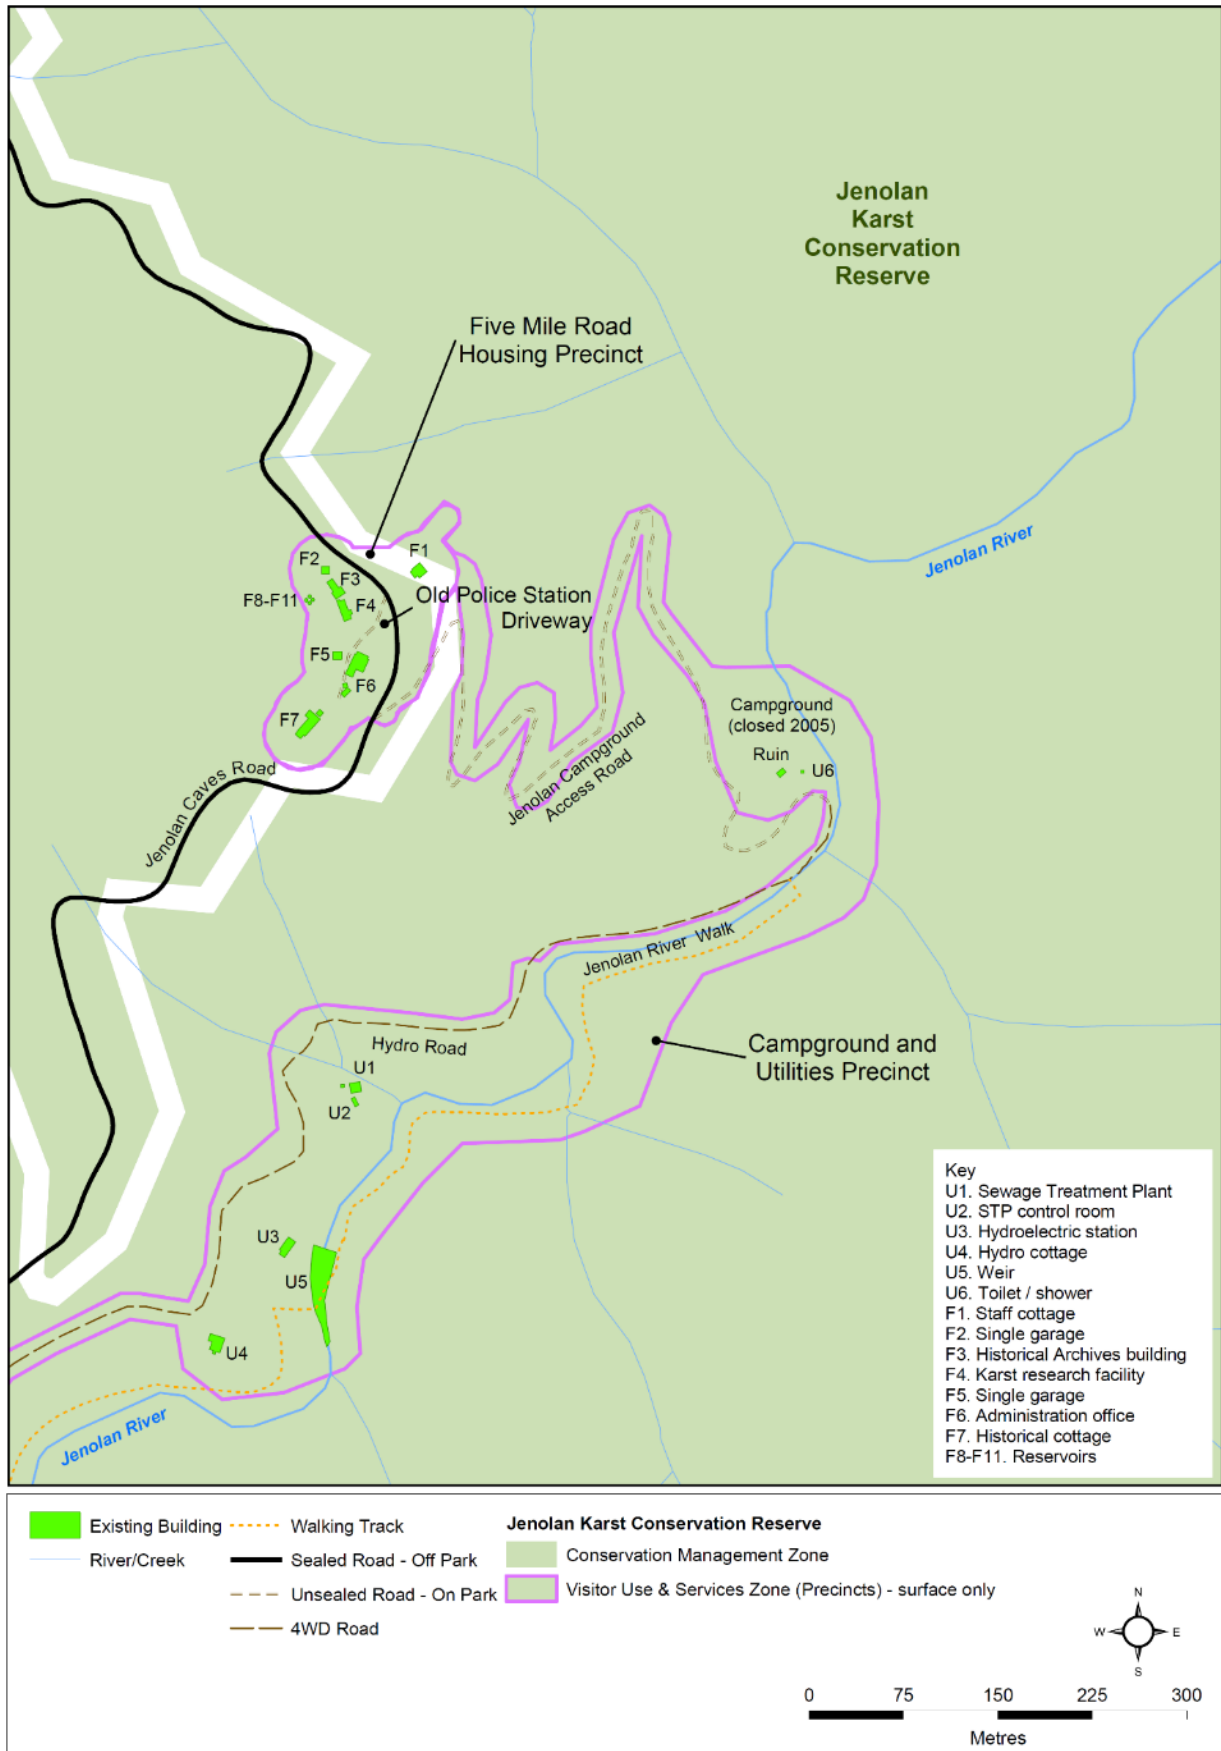 Jenolan
Karst
Conservation
Reserve
Five Mile Road
Housing Precinct
Jenolan River
F1
F2
F3
F8-F11
F4
Old Police Station
Driveway
F5
F6
F7
Campground
(closed 2005)
Ruin
U6
Jenolan Campground
Access Road
Jenolan Caves Road
Jenolan River Walk
Hydro Road
Campground and
Utilities Precinct
U1
U2
U3
U5
U4
Jenolan River
Key
U1. Sewage Treatment Plant
U2. STP control room
U3. Hydroelectric station
U4. Hydro cottage
U5. Weir
U6. Toilet / shower
F1. Staff cottage
F2. Single garage
F3. Historical Archives building
F4. Karst research facility
F5. Single garage
F6. Administration office
F7. Historical cottage
F8-F11. Reservoirs
Existing Building
River/Creek
Walking Track
Sealed Road - Off Park
Unsealed Road - On Park
4WD Road
Jenolan Karst Conservation Reserve
Conservation Management Zone
Visitor Use & Services Zone (Precincts) - surface only
N
W E
S
0 75 150 225 300
Metres